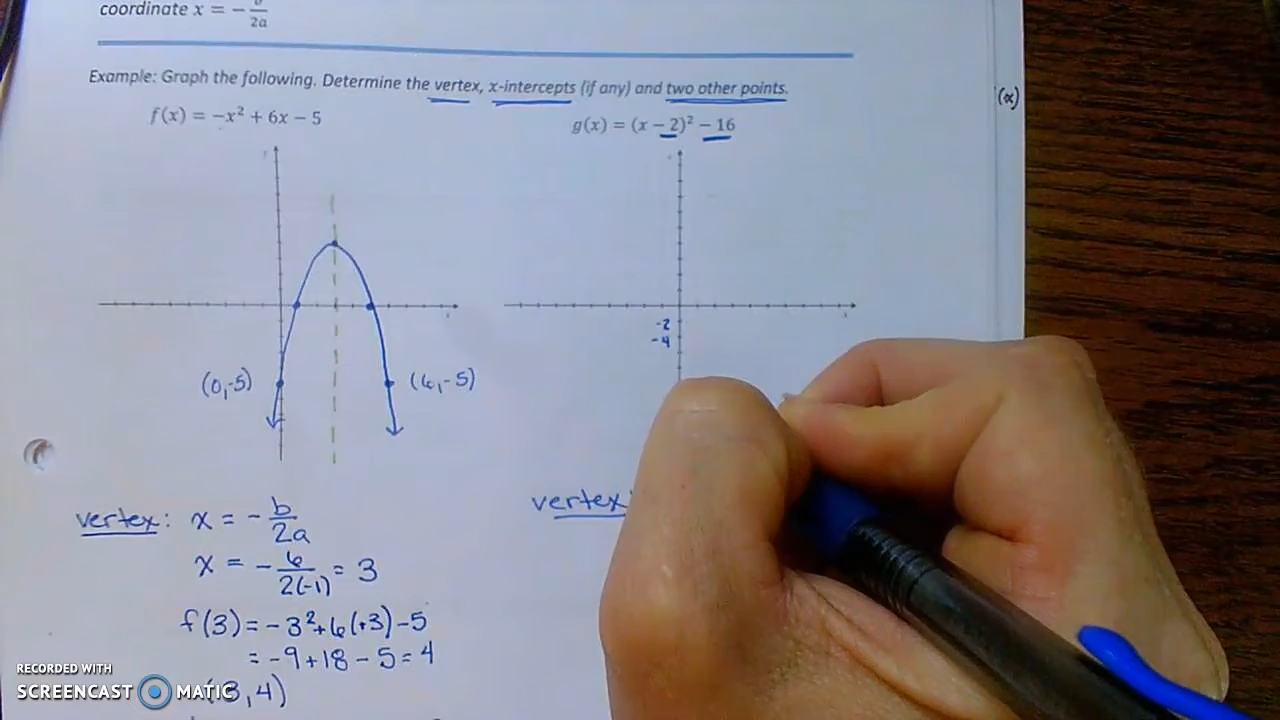 coordinate x = - b/2a
Example: Graph the following. Determine the vertex, x-intercepts (if any) and two other points.
f(x) = −x² + 6x − 5
g(x) = (x − 2)² − 16
(x)
-2
-4
(0,-5)
(6,-5)
vertex: x = - b/2a
x = - 6/2(-1) = 3
f(3) = -3²+6(+3)-5
= -9+18-5=4
(3,4)
vertex:
RECORDED WITH
SCREENCAST MATIC